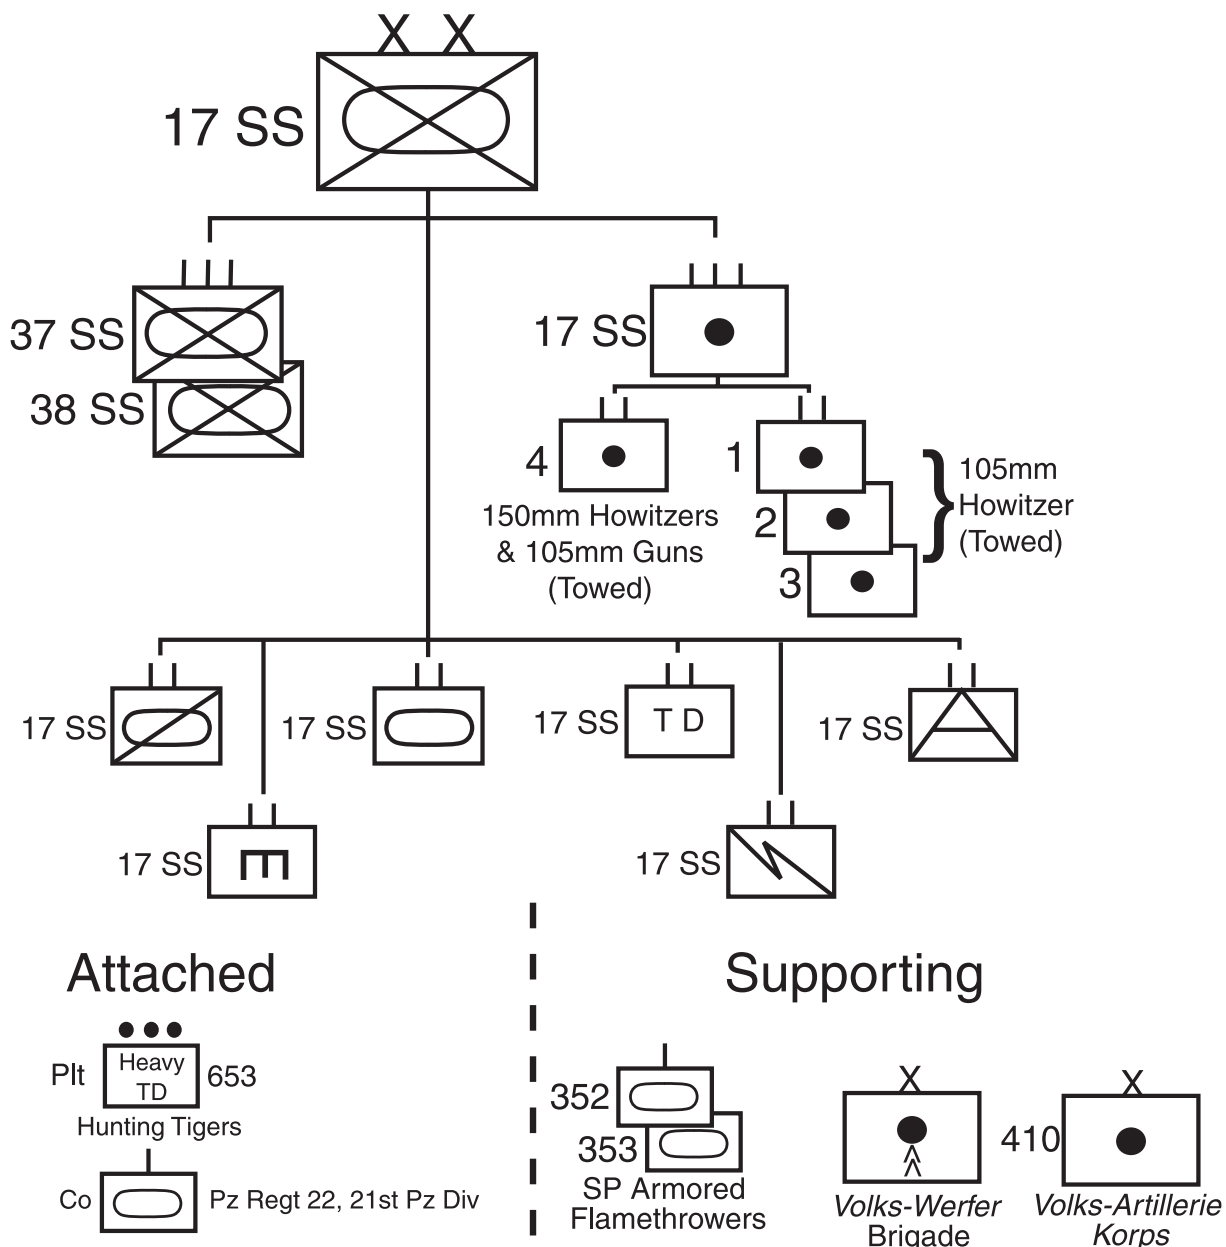 X X
17 SS
37 SS
38 SS
17 SS
4
150mm Howitzers
& 105mm Guns
(Towed)
1
2
3
105mm
Howitzer
(Towed)
17 SS
17 SS
17 SS
T D
17 SS
17 SS
E
17 SS
Attached
Plt
Heavy
TD
653
Hunting Tigers
Co
Pz Regt 22, 21st Pz Div
Supporting
352
353
SP Armored
Flamethrowers
X
Volks-Werfer
Brigade
X
410
Volks-Artillerie
Korps